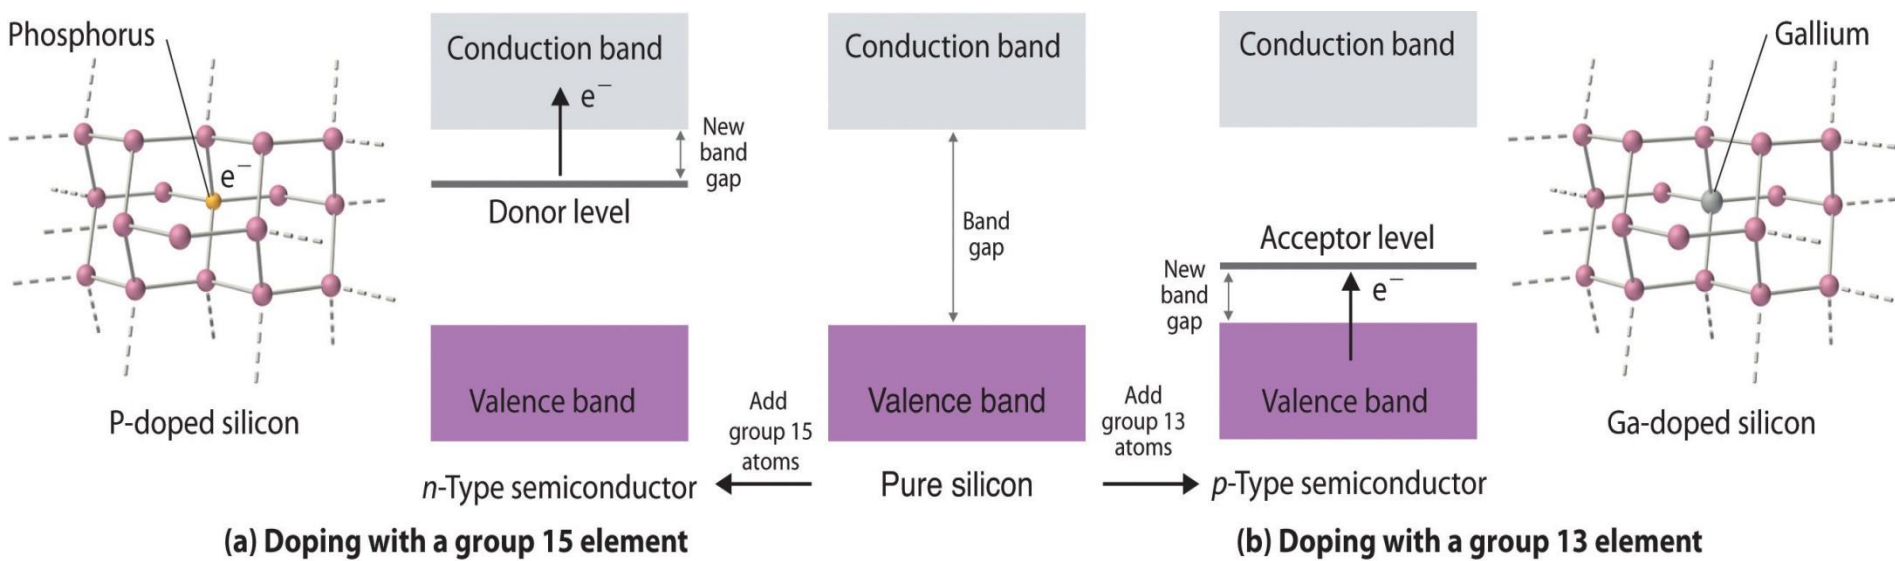 Phosphorus
e⁻
P-doped silicon
Conduction band
e⁻
New
band
gap
Donor level
Valence band
n-Type semiconductor
Add
group 15
atoms
(a) Doping with a group 15 element
Conduction band
Band
gap
Valence band
Pure silicon
Add
group 13
atoms
Conduction band
Acceptor level
New
band
gap
e⁻
Valence band
p-Type semiconductor
Gallium
Ga-doped silicon
(b) Doping with a group 13 element